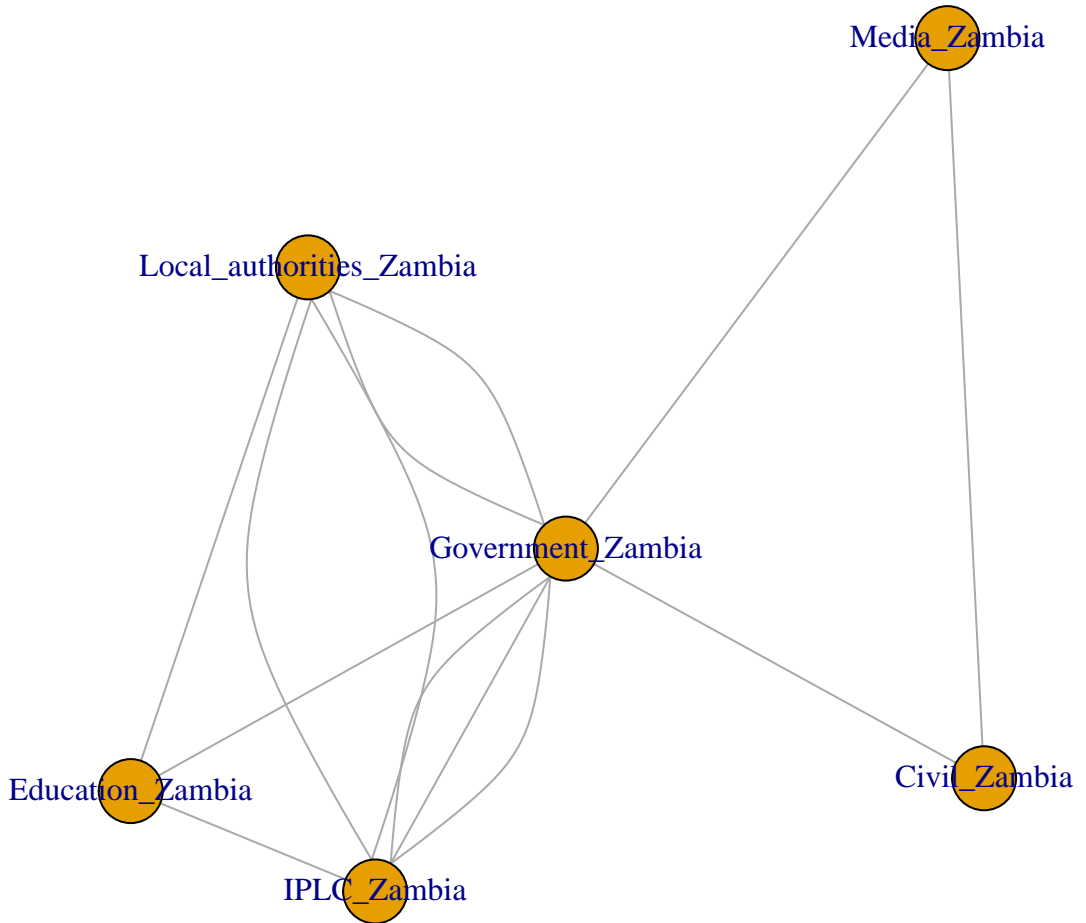 Media_Zambia
Local_authorities_Zambia
Government_Zambia
Civil_Zambia
Education_Zambia
IPLC_Zambia